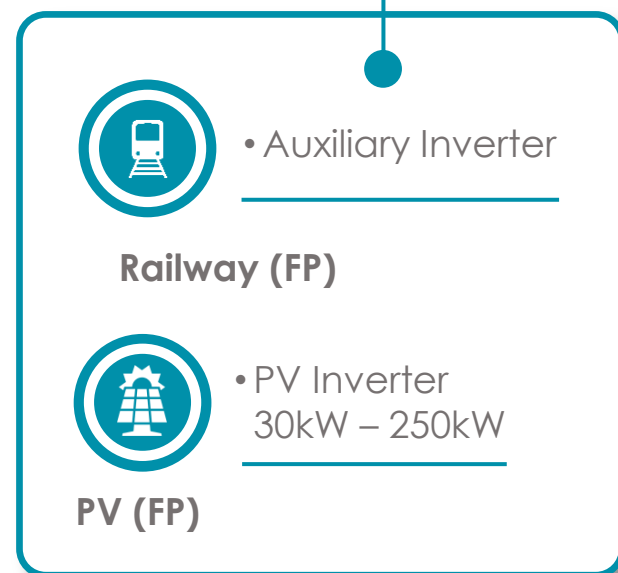 • Auxiliary Inverter
Railway (FP)
• PV Inverter
30kW – 250kW
PV (FP)